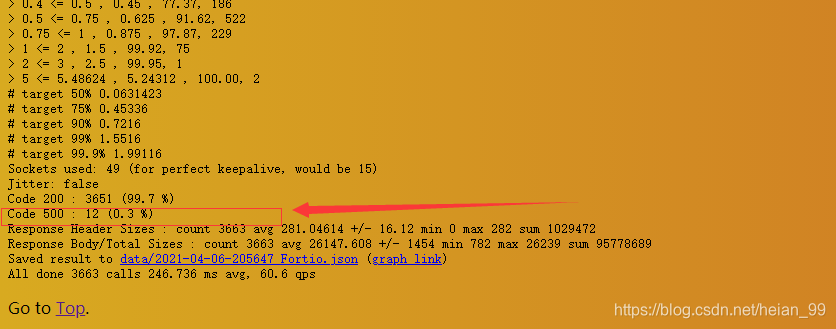 > 0.4 <= 0.5 , 0.45 , 77.37, 186
> 0.5 <= 0.75 , 0.625 , 91.62, 522
> 0.75 <= 1 , 0.875 , 97.87, 229
> 1 <= 2 , 1.5 , 99.92, 75
> 2 <= 3 , 2.5 , 99.95, 1
> 5 <= 5.48624 , 5.24312 , 100.00, 2
# target 50% 0.0631423
# target 75% 0.45336
# target 90% 0.7216
# target 99% 1.5516
# target 99.9% 1.99116
Sockets used: 49 (for perfect keepalive, would be 15)
Jitter: false
Code 200 : 3651 (99.7 %)
Code 500 : 12 (0.3 %)
Response Header Sizes : count 3663 avg 281.04614 +/- 16.12 min 0 max 282 sum 1029472
Response Body/Total Sizes : count 3663 avg 26147.608 +/- 1454 min 782 max 26239 sum 95778689
Saved result to data/2021-04-06-205647_Fortio.json (graph link)
All done 3663 calls 246.736 ms avg, 60.6 qps
Go to Top.
https://blog.csdn.net/heian_99